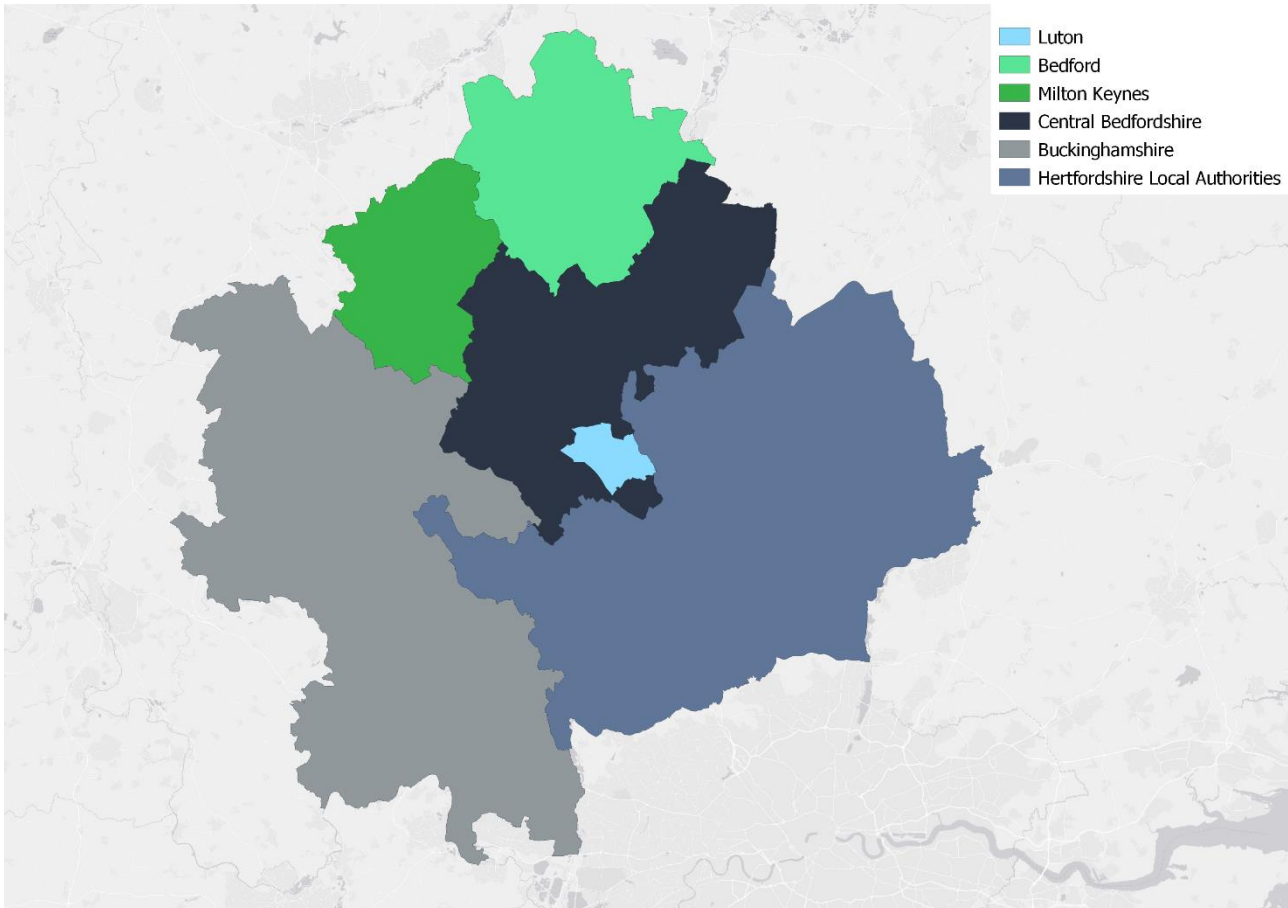 Luton
Bedford
Milton Keynes
Central Bedfordshire
Buckinghamshire
Hertfordshire Local Authorities